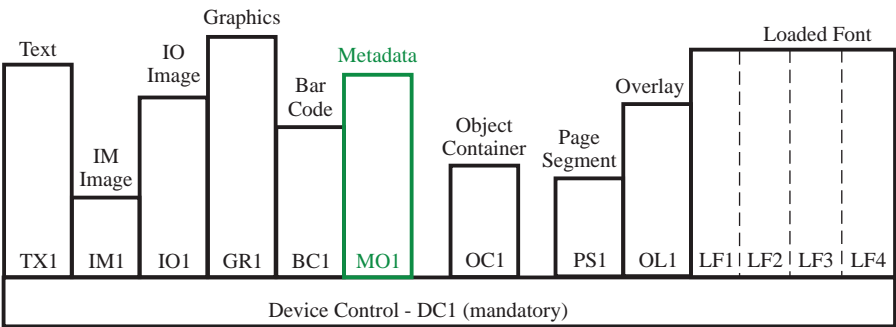 Graphics
Loaded Font
Text
IO
Image
Metadata
Bar
Code
Overlay
Object
Container
Page
Segment
IM
Image
TX1 IM1 IO1 GR1 BC1 MO1 OC1 PS1 OL1 LF1 LF2 LF3 LF4
Device Control - DC1 (mandatory)